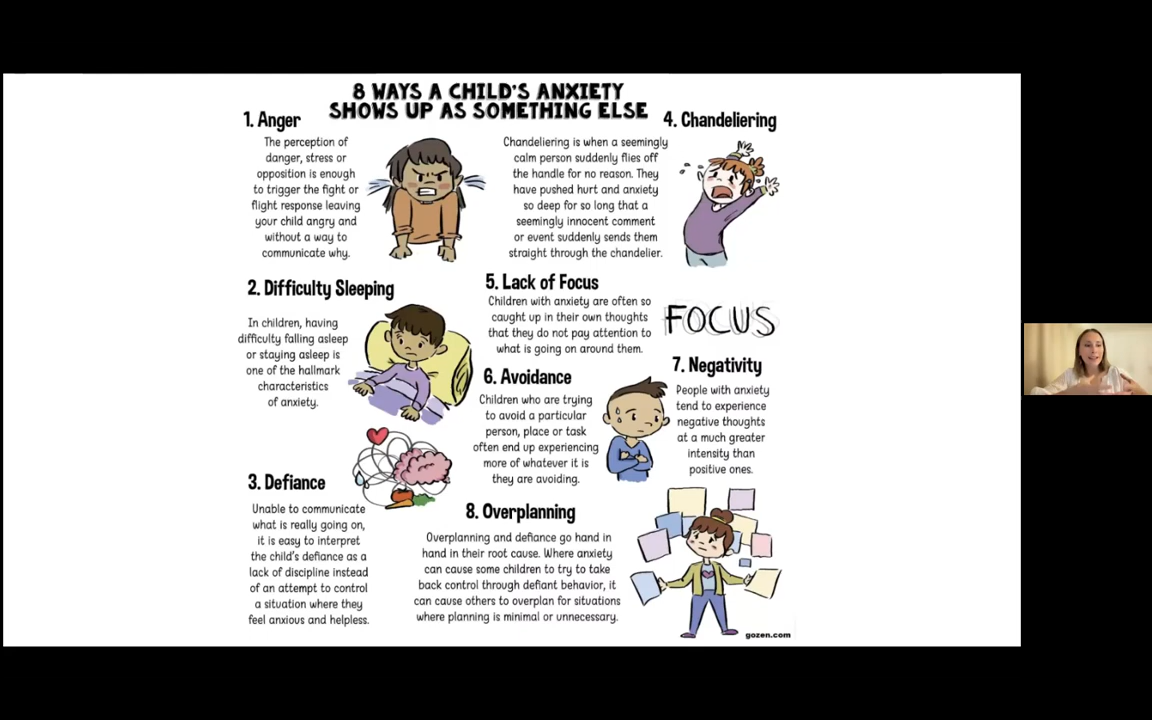 8 WAYS A CHILD'S ANXIETY
SHOWS UP AS SOMETHING ELSE
1. Anger
The perception of
danger, stress or
opposition is enough
to trigger the fight or
flight response leaving
your child angry and
without a way to
communicate why.
2. Difficulty Sleeping
In children, having
difficulty falling asleep
or staying asleep is
one of the hallmark
characteristics
of anxiety.
3. Defiance
Unable to communicate
what is really going on,
it is easy to interpret
the child's defiance as a
lack of discipline instead
of an attempt to control
a situation where they
feel anxious and helpless.
4. Chandeliering
Chandeliering is when a seemingly
calm person suddenly flies off
the handle for no reason. They
have pushed hurt and anxiety
so deep for so long that a
seemingly innocent comment
or event suddenly sends them
straight through the chandelier.
5. Lack of Focus
Children with anxiety are often so
caught up in their own thoughts
that they do not pay attention to
what is going on around them.
FOCUS
6. Avoidance
Children who are trying
to avoid a particular
person, place or task
often end up experiencing
more of whatever it is
they are avoiding.
7. Negativity
People with anxiety
tend to experience
negative thoughts
at a much greater
intensity than
positive ones.
8. Overplanning
Overplanning and defiance go hand in
hand in their root cause. Where anxiety
can cause some children to try to take
back control through defiant behavior, it
can cause others to overplan for situations
where planning is minimal or unnecessary.
gozen.com